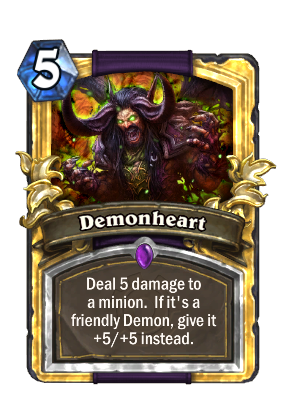 5
Demonheart
Deal 5 damage to
a minion. If it's a
friendly Demon, give it
+5/+5 instead.